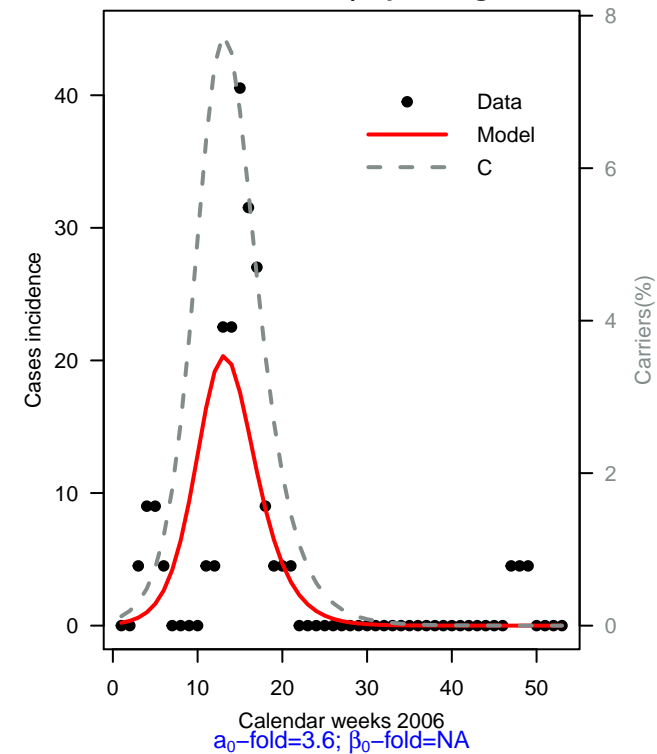 40
30
20
10
0
Cases incidence
Data
Model
C
8
6
4
2
0
Carriers(%)
0 10 20 30 40 50
Calendar weeks 2006
a₀−fold=3.6; β₀−fold=NA